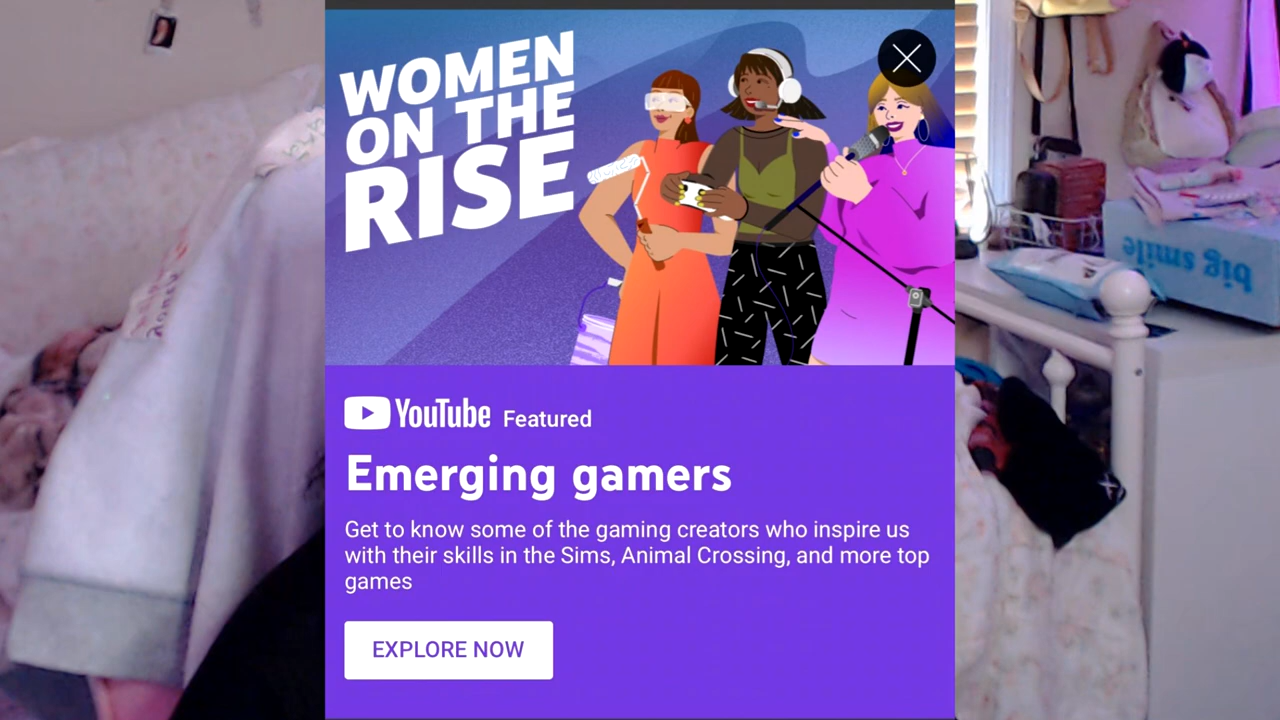 WOMEN
ON THE
RISE
YouTube Featured
Emerging gamers
Get to know some of the gaming creators who inspire us
with their skills in the Sims, Animal Crossing, and more top
games
EXPLORE NOW
big smile